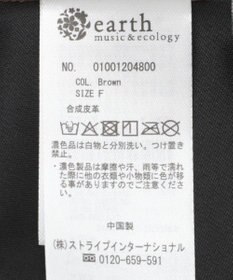 earth
music&ecology
NO. 01001204800
COL. Brown
SIZE F
合成皮革
濃色品は白物と分別洗い。つけ置き
禁止。
濃色製品は摩擦や汗、雨等で濡れ
た際に他の衣類や小物類に色が移
る事がありますのでご注意くださ
い。
中国製
(株)ストライプインターナショナル
☎ 0120-659-591